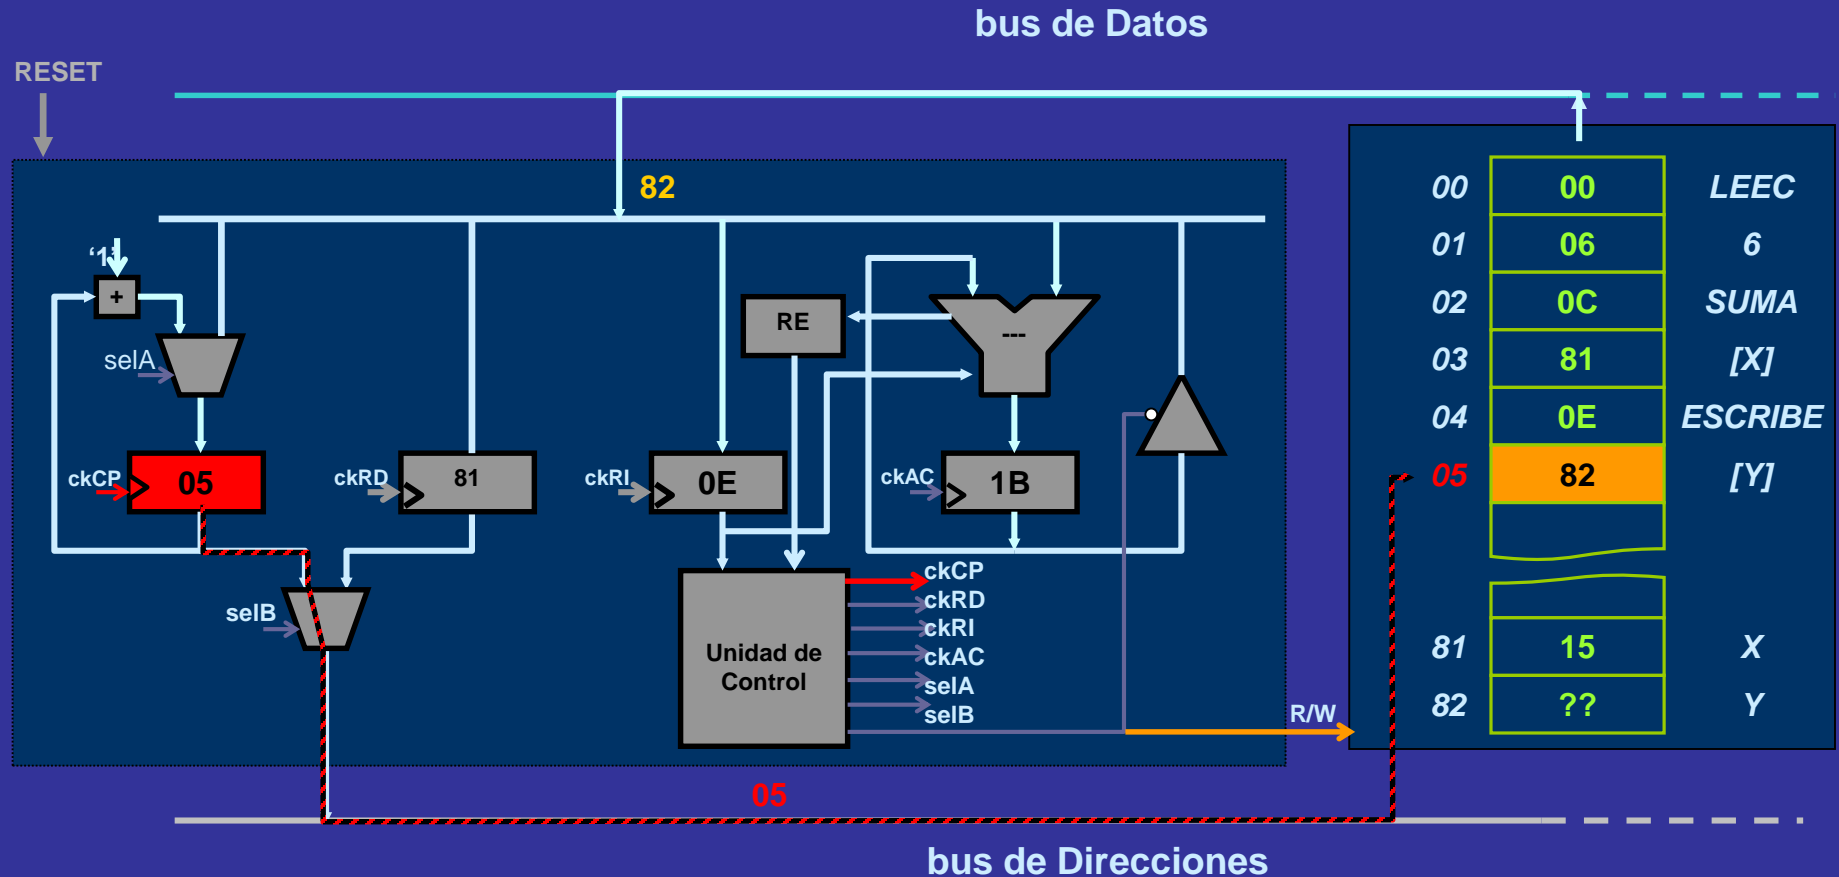 bus de Datos
RESET
82
'1'
+
selA
ckCP
05
ckRD
81
ckRI
0E
RE
---
ckAC
1B
selB
Unidad de
Control
ckCP
ckRD
ckRI
ckAC
selA
selB
R/W
00 00 LEEC
01 06 6
02 0C SUMA
03 81 [X]
04 0E ESCRIBE
05 82 [Y]
81 15 X
82 ?? Y
05
bus de Direcciones